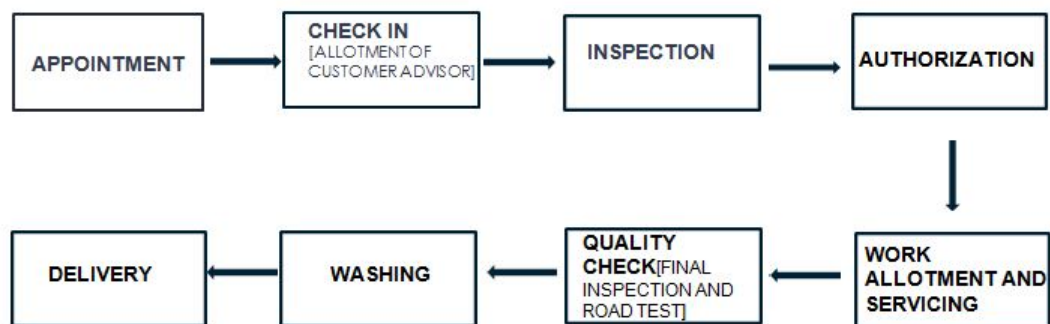 APPOINTMENT
CHECK IN
[ALLOTMENT OF
CUSTOMER ADVISOR]
INSPECTION
AUTHORIZATION
WORK
ALLOTMENT AND
SERVICING
QUALITY
CHECK[FINAL
INSPECTION AND
ROAD TEST]
WASHING
DELIVERY